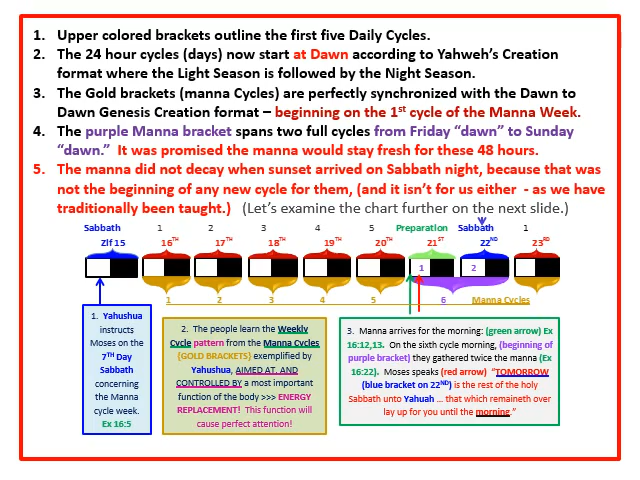 1. Upper colored brackets outline the first five Daily Cycles.
2. The 24 hour cycles (days) now start at Dawn according to Yahweh's Creation
format where the Light Season is followed by the Night Season.
3. The Gold brackets (manna Cycles) are perfectly synchronized with the Dawn to
Dawn Genesis Creation format – beginning on the 1st cycle of the Manna Week.
4. The purple Manna bracket spans two full cycles from Friday "dawn" to Sunday
"dawn." It was promised the manna would stay fresh for these 48 hours.
5. The manna did not decay when sunset arrived on Sabbath night, because that was
not the beginning of any new cycle for them, (and it isn't for us either - as we have
traditionally been taught.) (Let's examine the chart further on the next slide.)
Sabbath 1 2 3 4 5 Preparation Sabbath 1
Zif 15 16TH 17TH 18TH 19TH 20TH 21ST 22ND 23RD
1 2
1 2 3 4 5 6 Manna Cycles
1. Yahushua
instructs
Moses on the
7TH Day
Sabbath
concerning
the Manna
cycle week.
Ex 16:5
2. The people learn the Weekly
Cycle pattern from the Manna Cycles
(GOLD BRACKETS) exemplified by
Yahushua, AIMED AT, AND
CONTROLLED BY a most important
function of the body >>> ENERGY
REPLACEMENT! This function will
cause perfect attention!
3. Manna arrives for the morning: (green arrow) Ex
16:12,13. On the sixth cycle morning, (beginning of
purple bracket) they gathered twice the manna (Ex
16:22). Moses speaks (red arrow) "TOMORROW
(blue bracket on 22ND) is the rest of the holy
Sabbath unto Yahuah ... that which remaineth over
lay up for you until the morning."